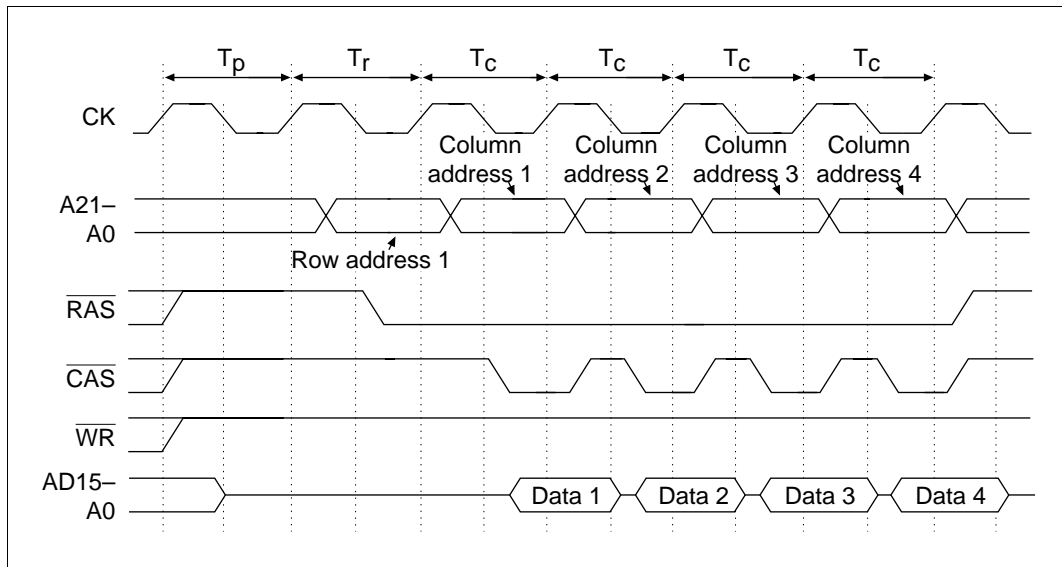 Tp Tr Tc Tc Tc Tc
CK
Column address 1
Column address 2
Column address 3
Column address 4
A21–
A0
Row address 1
RAS
CAS
WR
AD15–
A0
Data 1 Data 2 Data 3 Data 4